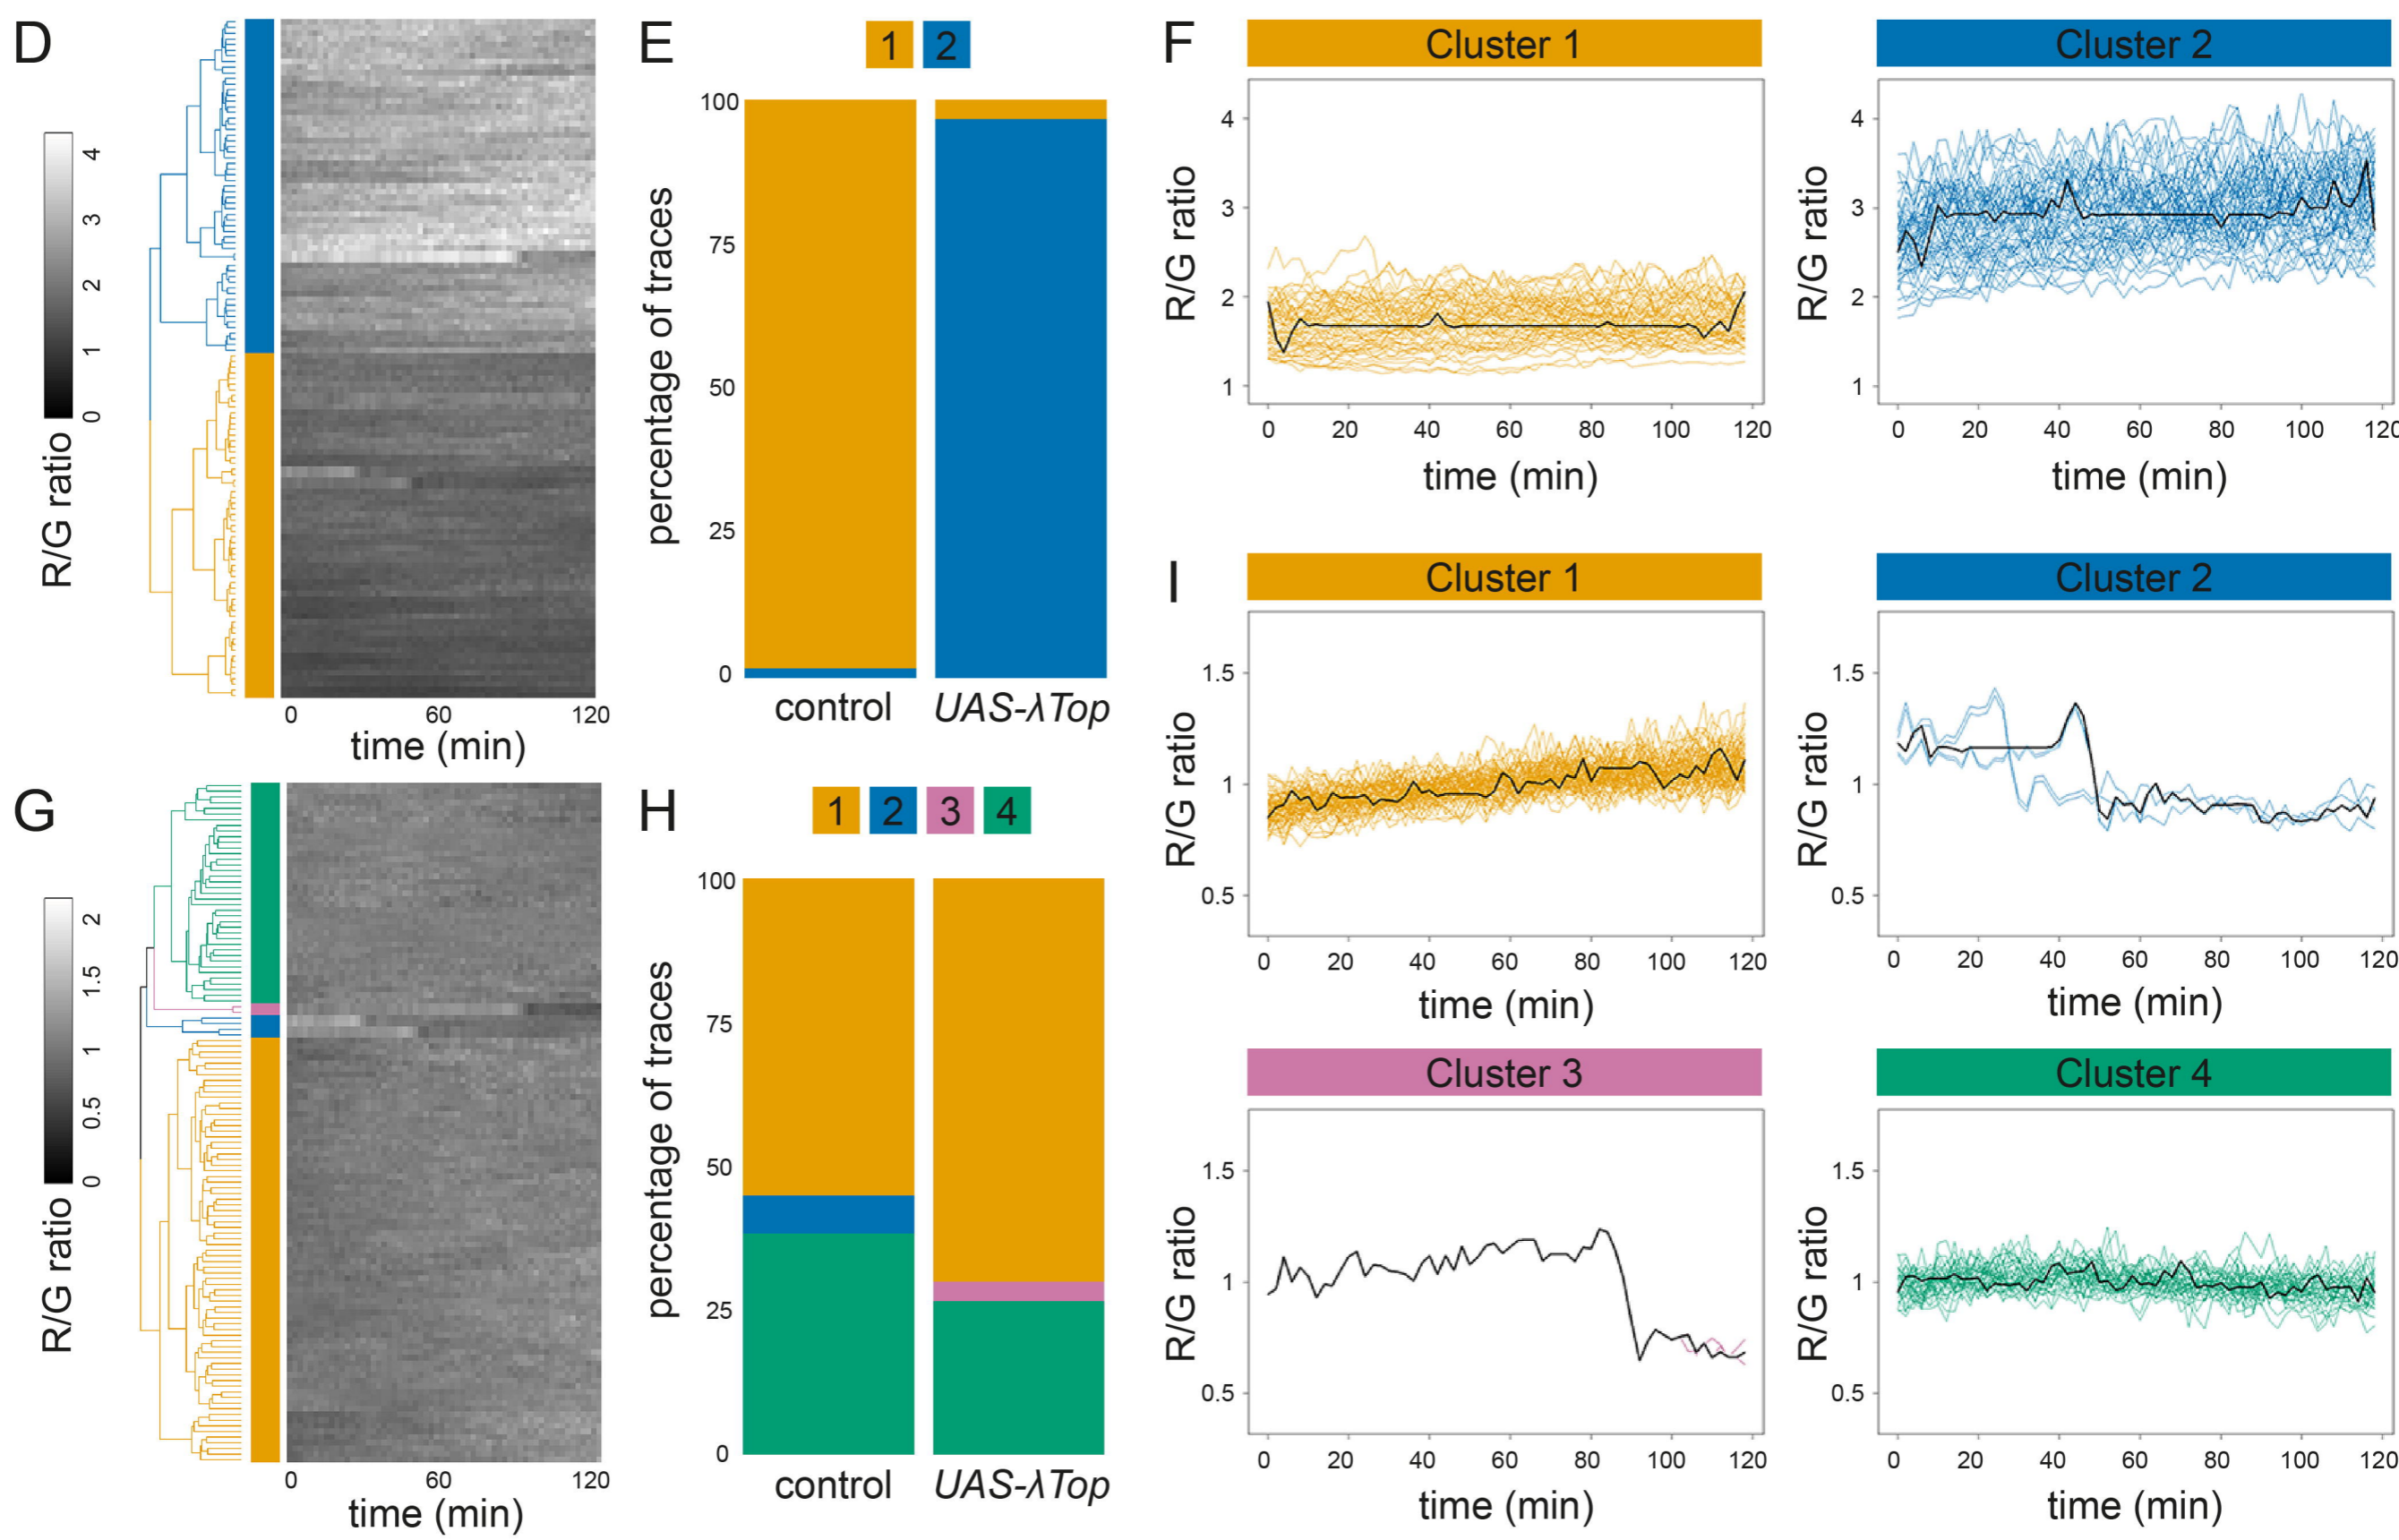 D
4
3
2
1
0
R/G ratio
0 60 120
time (min)
E
1 2
100
75
50
25
0
percentage of traces
control UAS-λTop
F
Cluster 1
4
3
2
1
R/G ratio
0 20 40 60 80 100 120
time (min)
Cluster 2
4
3
2
1
R/G ratio
0 20 40 60 80 100 120
time (min)
G
2
1.5
1
0.5
0
R/G ratio
0 60 120
time (min)
H
1 2 3 4
100
75
50
25
0
percentage of traces
control UAS-λTop
I
Cluster 1
1.5
1
0.5
R/G ratio
0 20 40 60 80 100 120
time (min)
Cluster 2
1.5
1
0.5
R/G ratio
0 20 40 60 80 100 120
time (min)
Cluster 3
1.5
1
0.5
R/G ratio
0 20 40 60 80 100 120
time (min)
Cluster 4
1.5
1
0.5
R/G ratio
0 20 40 60 80 100 120
time (min)